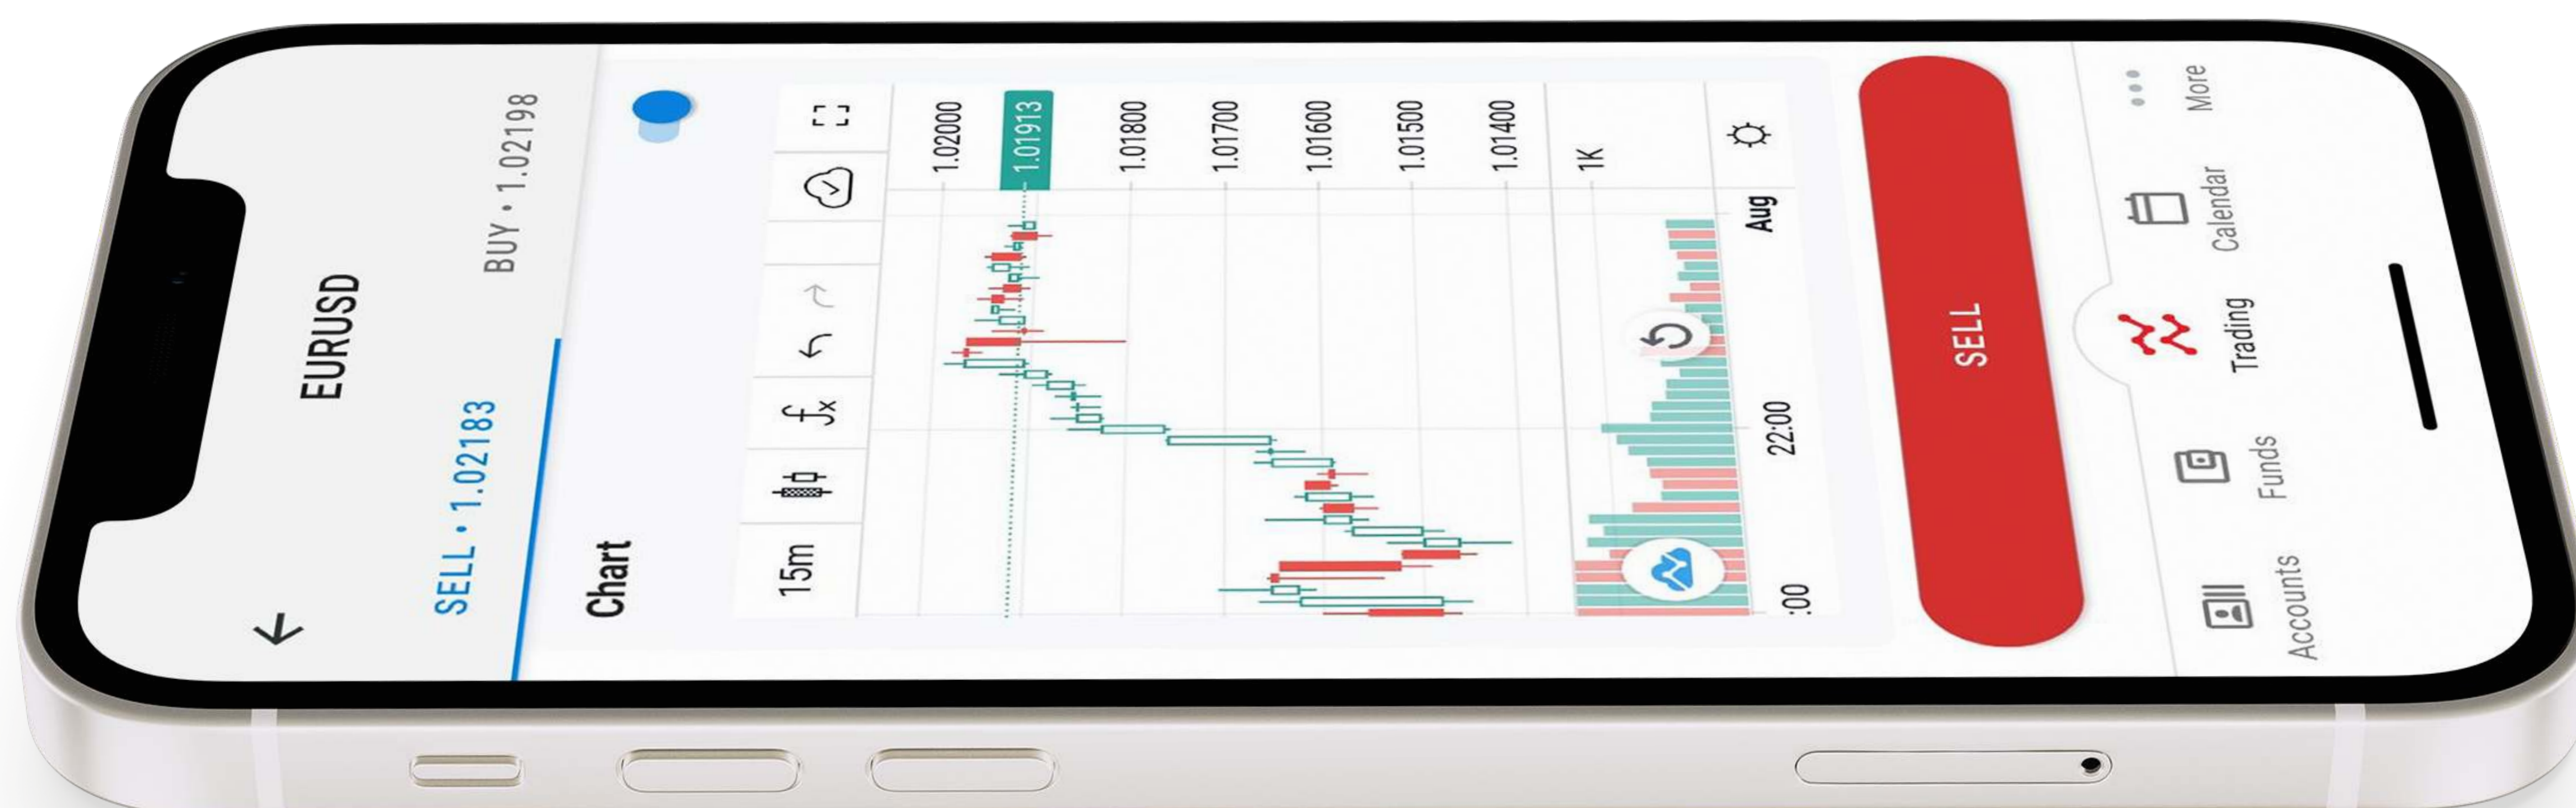 EURUSD
SELL • 1.02183
BUY • 1.02198
Chart
15m
fx
1.02000
1.01913
1.01800
1.01700
1.01600
1.01500
1.01400
1K
:00
22:00
Aug
SELL
Accounts
Funds
Trading
Calendar
More